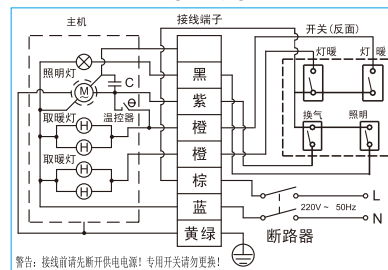 主机 接线端子 开关（反面）
灯暖 灯暖
照明灯 C
M θ
黑
紫
取暖灯 温控器
H
H
橙
换气 照明
取暖灯
H
H
橙
棕 L
蓝 220V ~ 50Hz N
黄绿 断路器
警告：接线前请先断开供电电源！专用开关请勿更换！